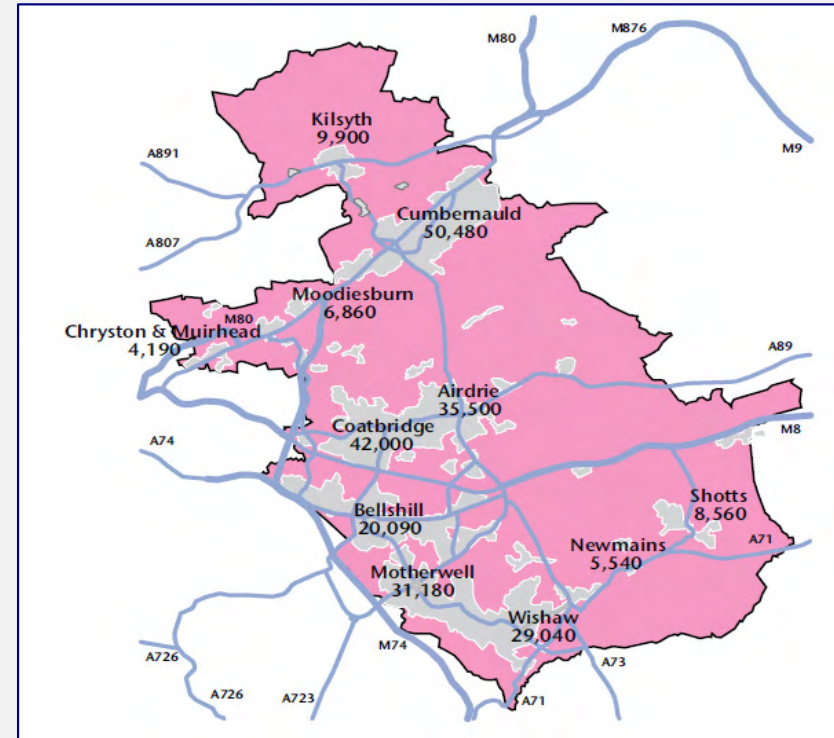 M80
M876
Kilsyth
9,900
A891
M9
Cumbernauld
50,480
A807
Moodiesburn
6,860
M80
Chryston & Muirhead
4,190
A89
Airdrie
35,500
Coatbridge
42,000
M8
A74
Shotts
8,560
Bellshill
20,090
Newmains
5,540
A71
Motherwell
31,180
Wishaw
29,040
M74
A726
A73
A726
A723
A71